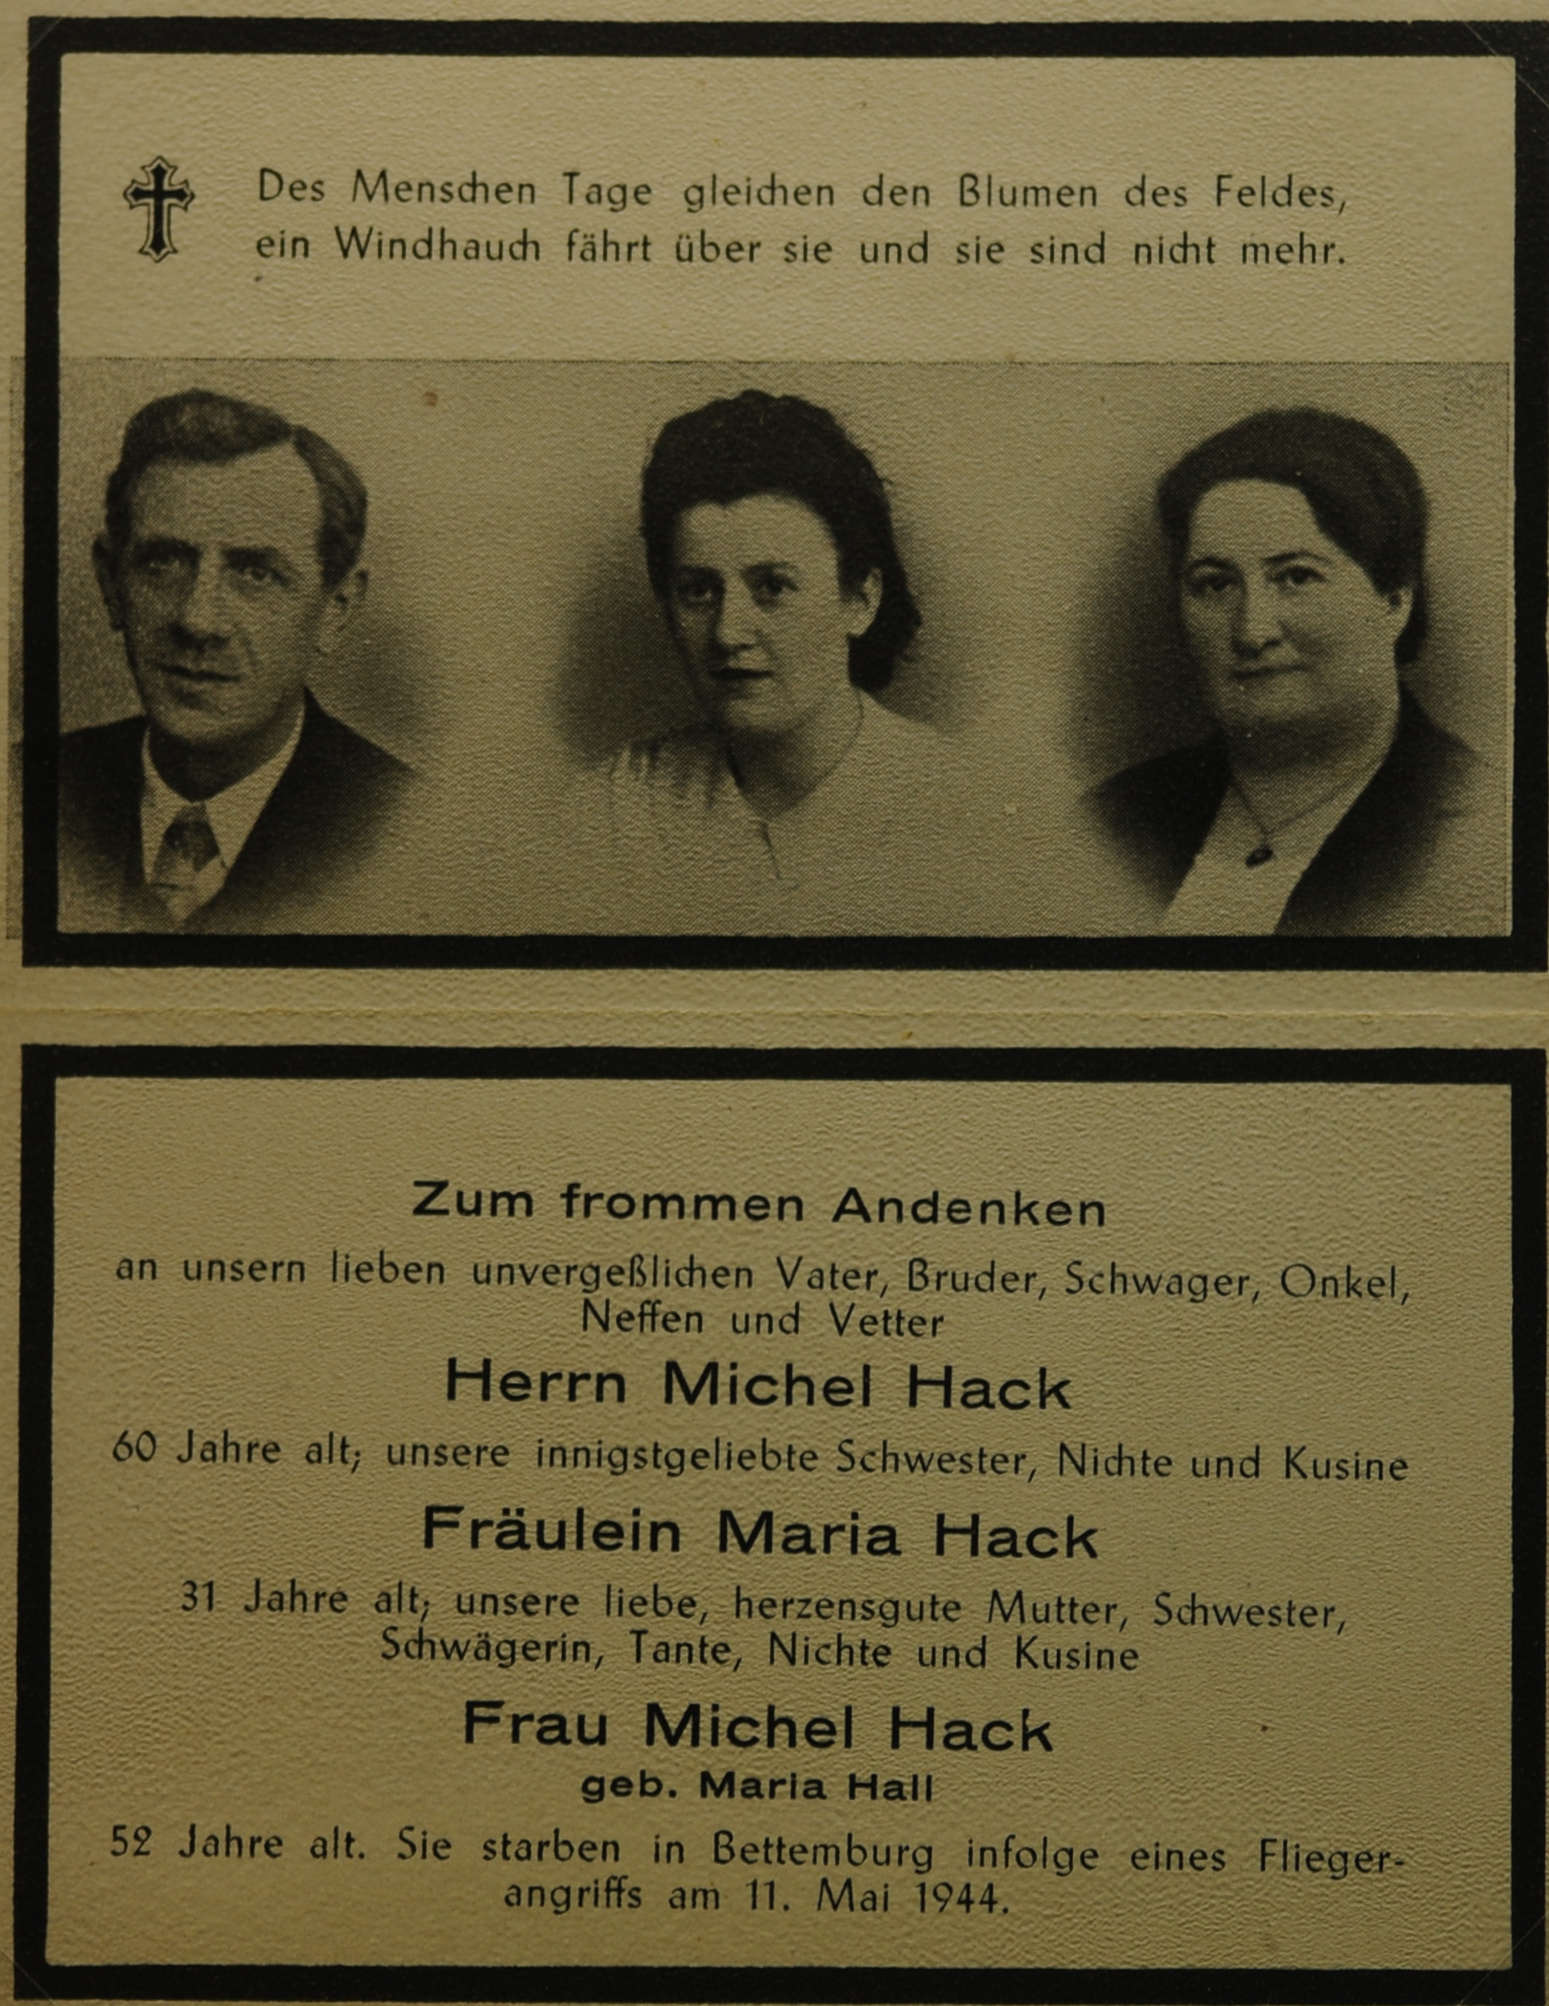 Des Menschen Tage gleichen den Blumen des Feldes,
ein Windhauch fährt über sie und sie sind nicht mehr.
Zum frommen Andenken
an unsern lieben unvergeßlichen Vater, Bruder, Schwager, Onkel,
Neffen und Vetter
Herrn Michel Hack
60 Jahre alt; unsere innigstgeliebte Schwester, Nichte und Kusine
Fräulein Maria Hack
31 Jahre alt; unsere liebe, herzensgute Mutter, Schwester,
Schwägerin, Tante, Nichte und Kusine
Frau Michel Hack
geb. Maria Hall
52 Jahre alt. Sie starben in Bettemburg infolge eines Flieger-
angriffs am 11. Mai 1944.